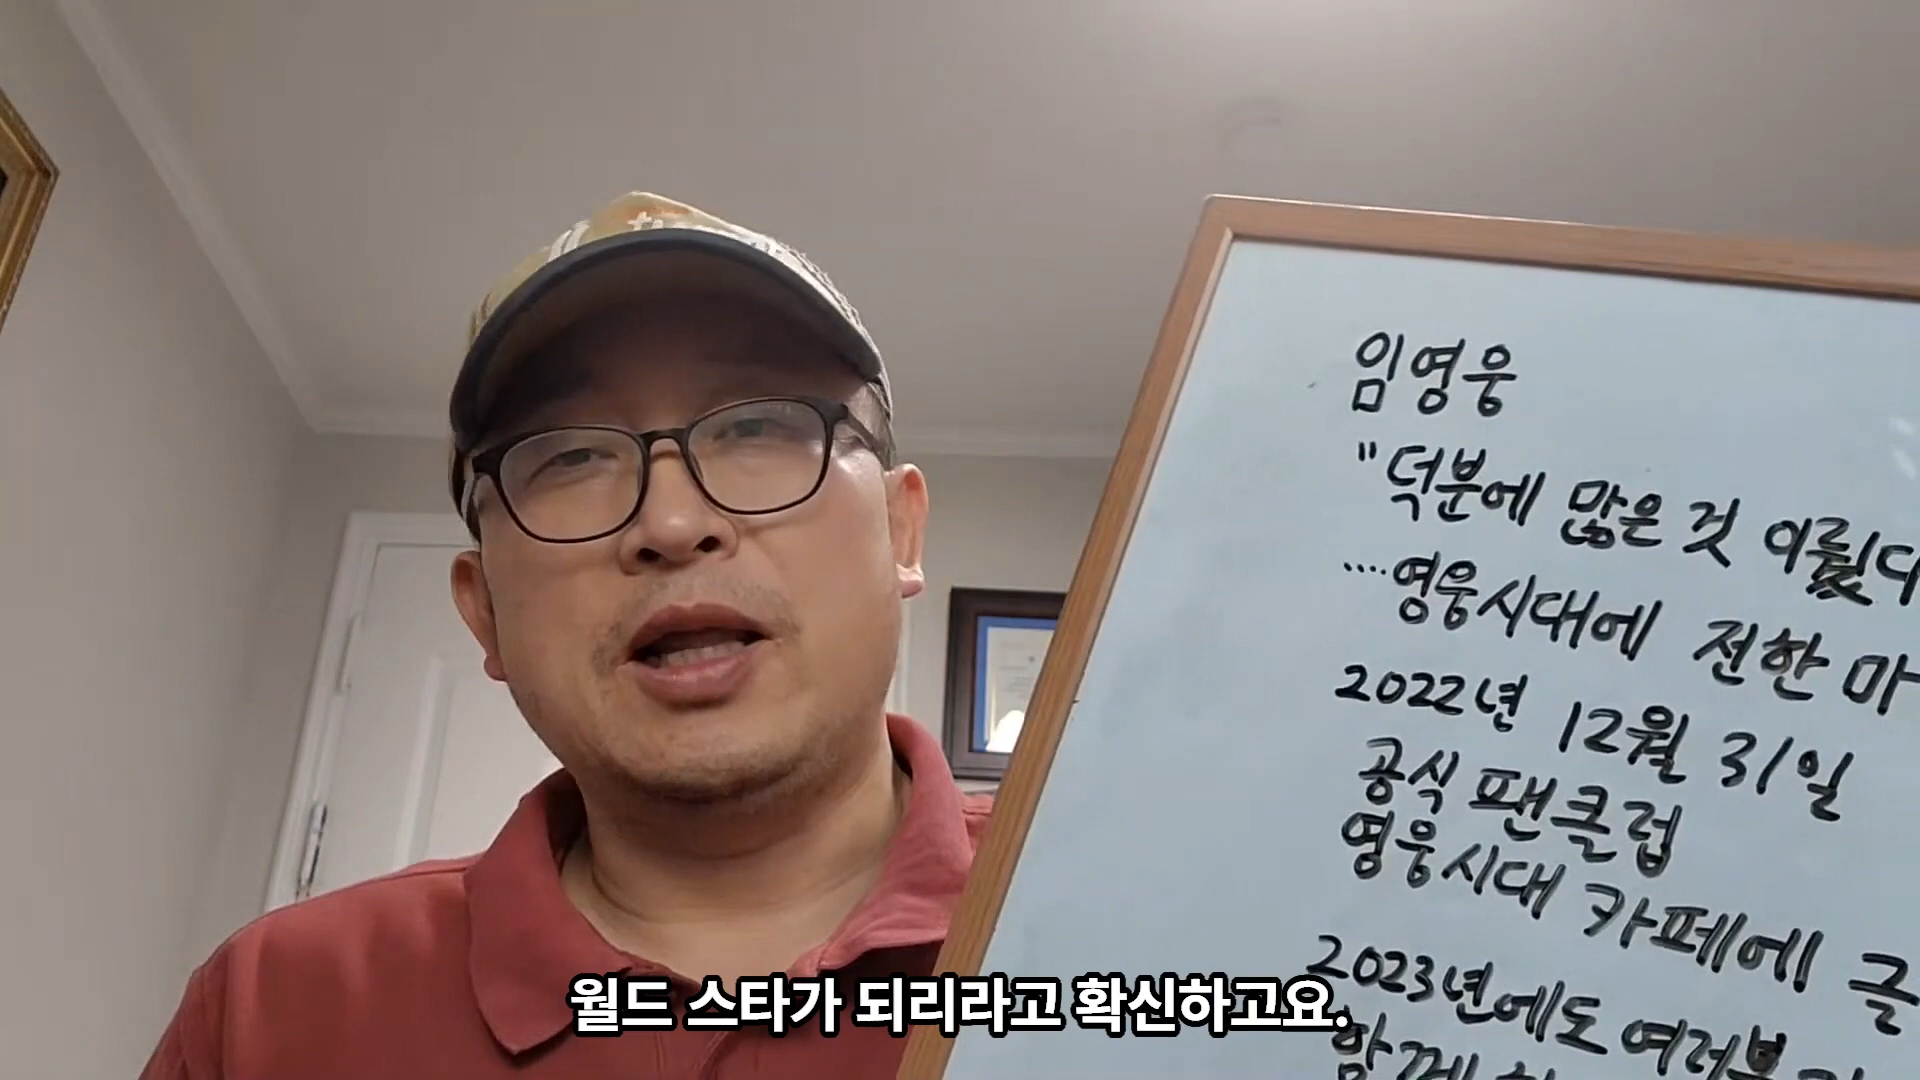 임영웅
"덕분에 많은 것 이뤘다
....영웅시대에 전한 마
2022년 12월 31일
공식 팬클럽
영웅시대 카페에 글
2023년에도 여러분
함께
월드 스타가 되리라고 확신하고요.